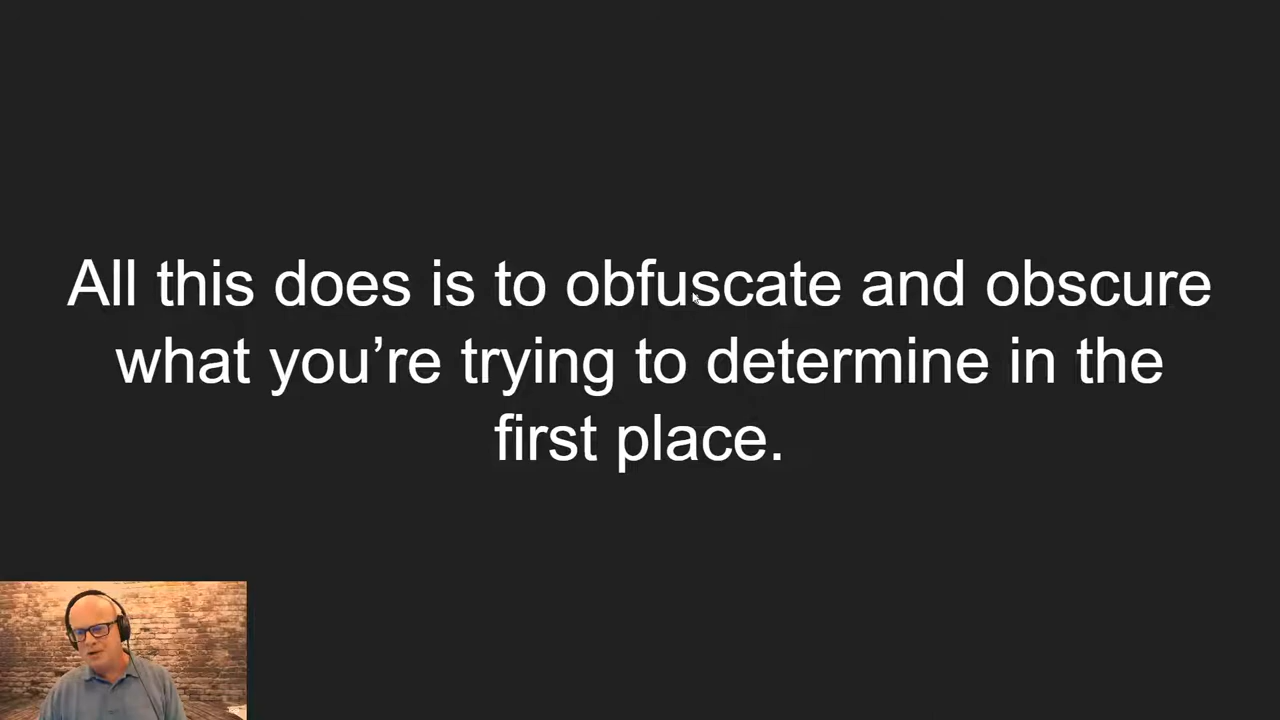 All this does is to obfuscate and obscure
what you’re trying to determine in the
first place.